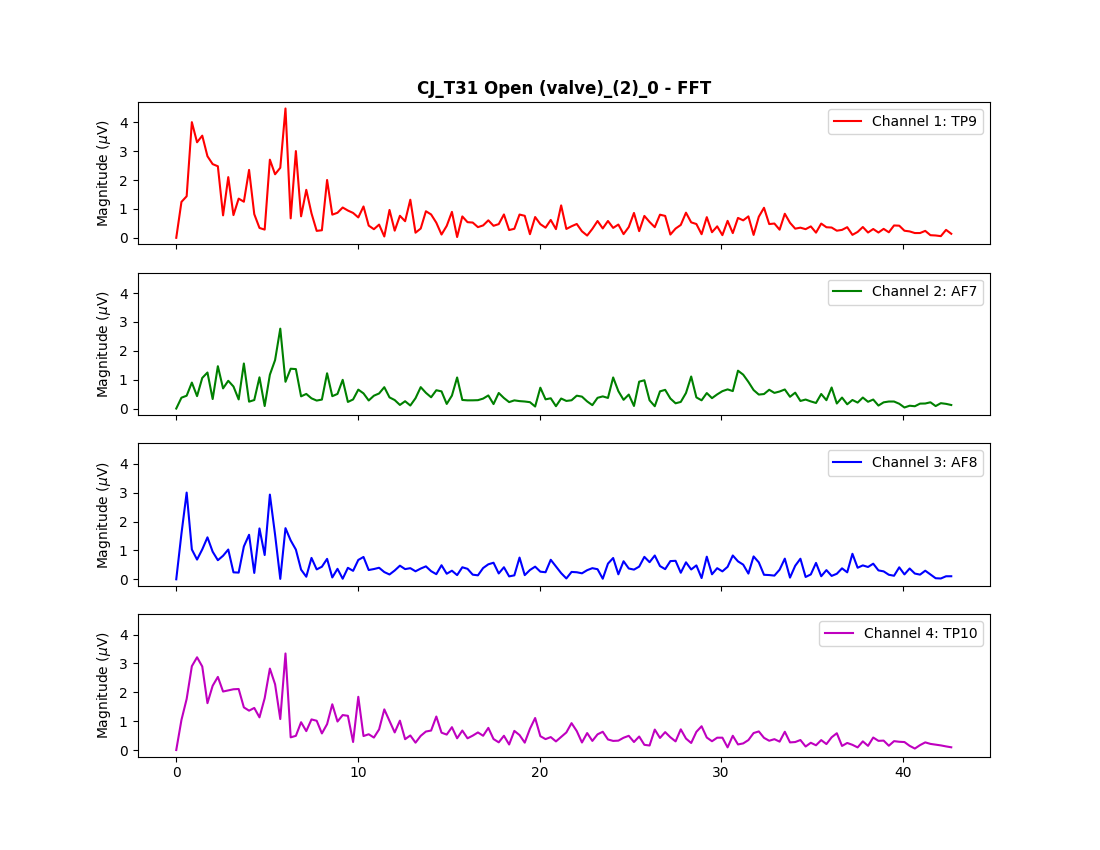 CJ_T31 Open (valve)_(2)_0 - FFT
Magnitude (μV)
4
3
2
1
0
Channel 1: TP9
Magnitude (μV)
4
3
2
1
0
Channel 2: AF7
Magnitude (μV)
4
3
2
1
0
Channel 3: AF8
Magnitude (μV)
4
3
2
1
0
Channel 4: TP10
0 10 20 30 40